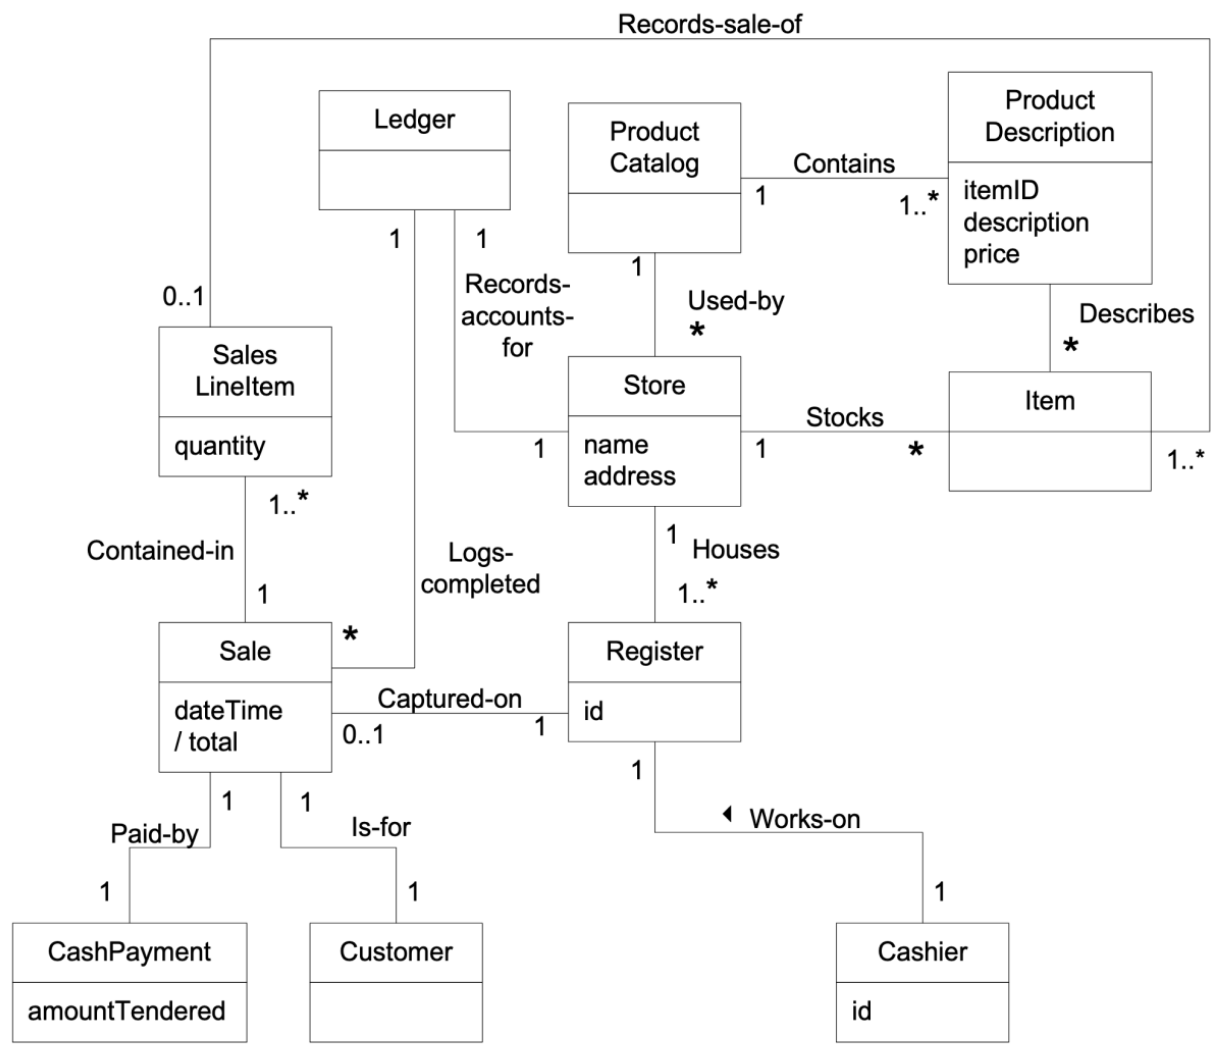 Records-sale-of
Ledger
Product
Catalog
Product
Description
itemID
description
price
Contains
1
1..*
1
1
1
Records-
accounts-
for
Used-by
*
Describes
*
0..1
Sales
LineItem
quantity
Store
name
address
Stocks
1
1
*
Item
1..*
1..*
Contained-in
1
Logs-
completed
*
1
Houses
1..*
Sale
dateTime
/ total
Captured-on
0..1
1
Register
id
1
1
1
Paid-by
Is-for
◀ Works-on
1
1
1
CashPayment
amountTendered
Customer
Cashier
id